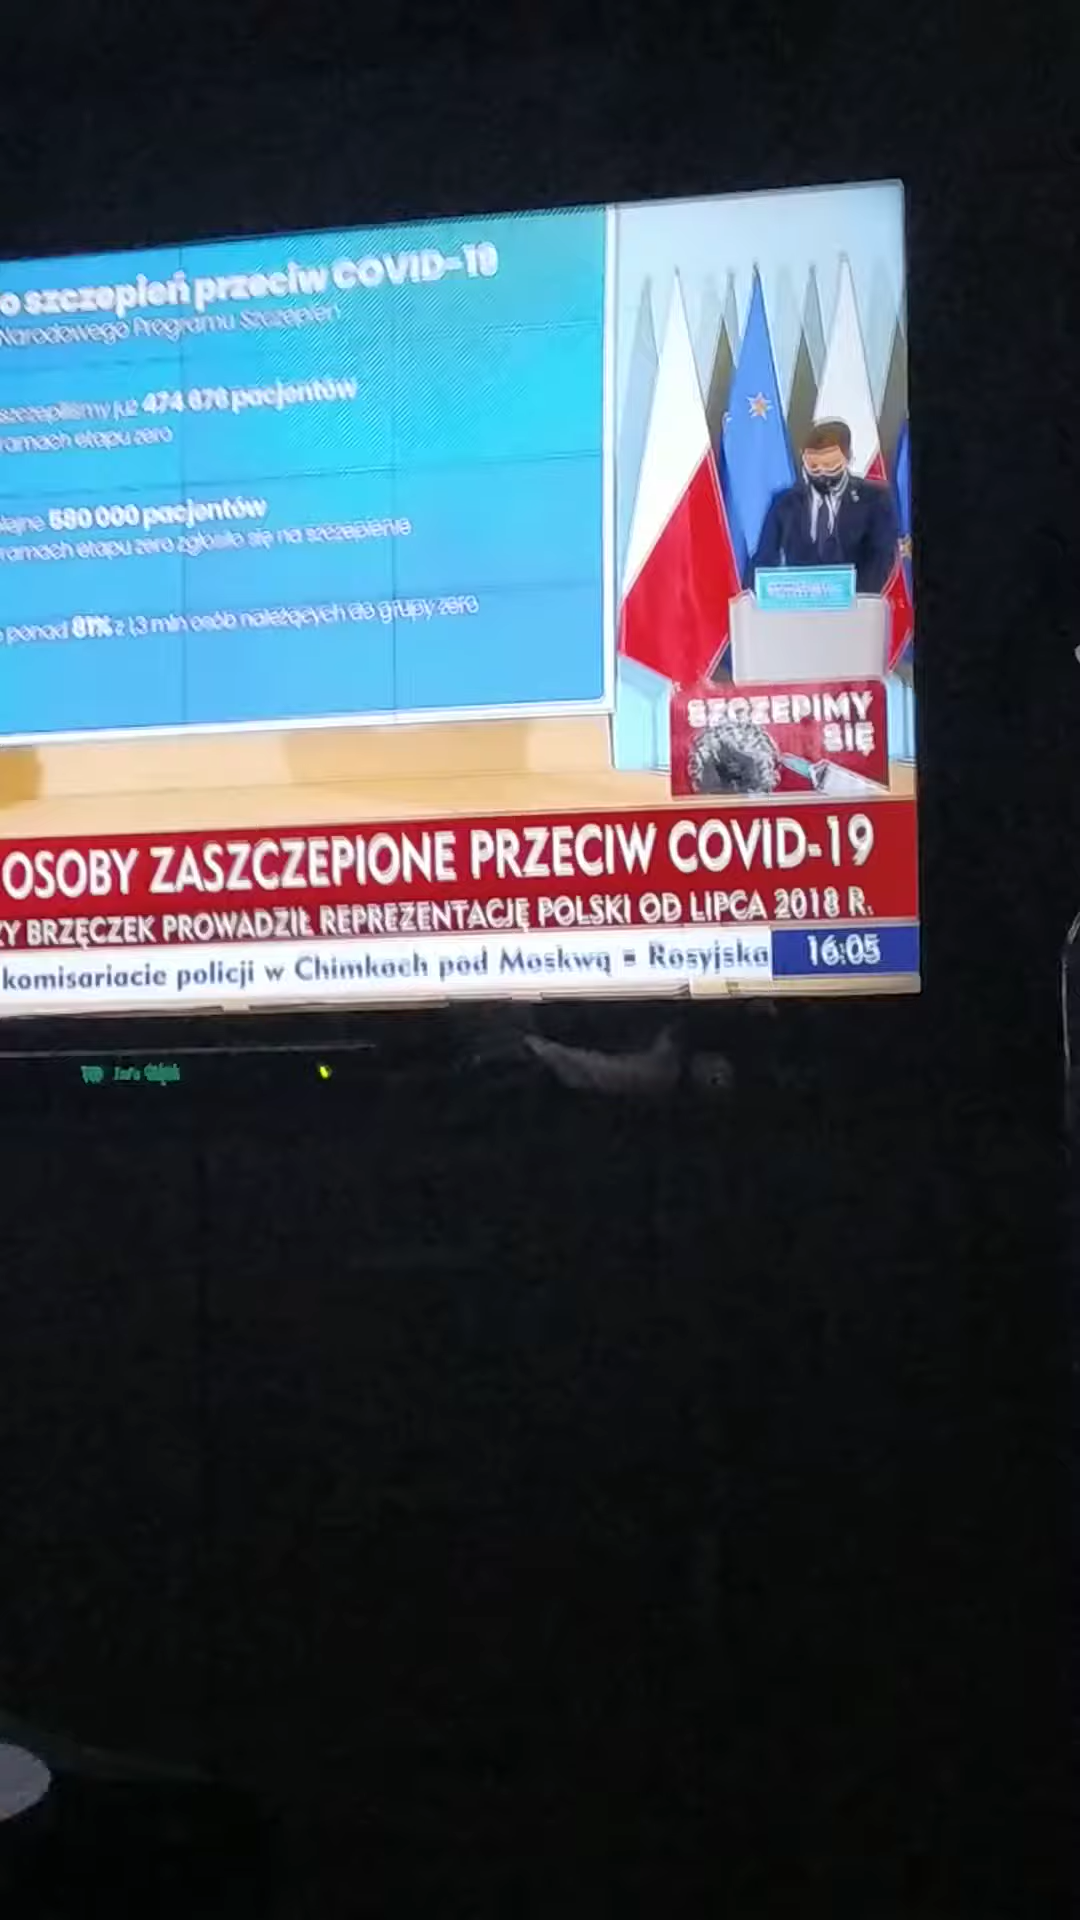 o szczepień przeciw COVID-19
Narodowego Programu Szczepień
szczepiliśmy już 474 676 pacjentów
ramach etapu zero
580 000 pacjentów
ramach etapu zero zgłosiło się na szczepienie
ponad 81% z 1,3 mln osób należących do grupy zero
SZCZEPIMY
SIĘ
OSOBY ZASZCZEPIONE PRZECIW COVID-19
ZY BRZĘCZEK PROWADZIŁ REPREZENTACJĘ POLSKI OD LIPCA 2018 R.
komisariacie policji w Chimkach pod Moskwą ▪ Rosyjska
16:05
Info